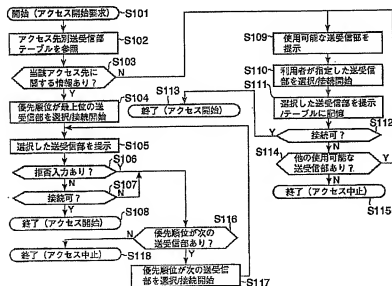 開始（アクセス開始要求）
S101
アクセス先別送受信部
テーブルを参照
S102
当該アクセス先に
関する情報あり？
S103
N
Y
優先順位が最上位の送受
信部を選択/接続開始
S104
選択した送受信部を提示
S105
拒否入力あり？
S106
Y
N
接続可？
S107
N
Y
終了（アクセス開始）
S108
使用可能な送受信部を
提示
S109
利用者が指定した送受信
部を選択/接続開始
S110
選択した送受信部を提示
/テーブルに記憶
S111
接続可？
S112
Y
N
終了（アクセス開始）
S113
他の使用可能な
送受信部あり？
S114
Y
N
終了（アクセス中止）
S115
優先順位が次の
送受信部あり？
S116
N
Y
優先順位が次の送受信
部を選択/接続開始
S117
終了（アクセス中止）
S118